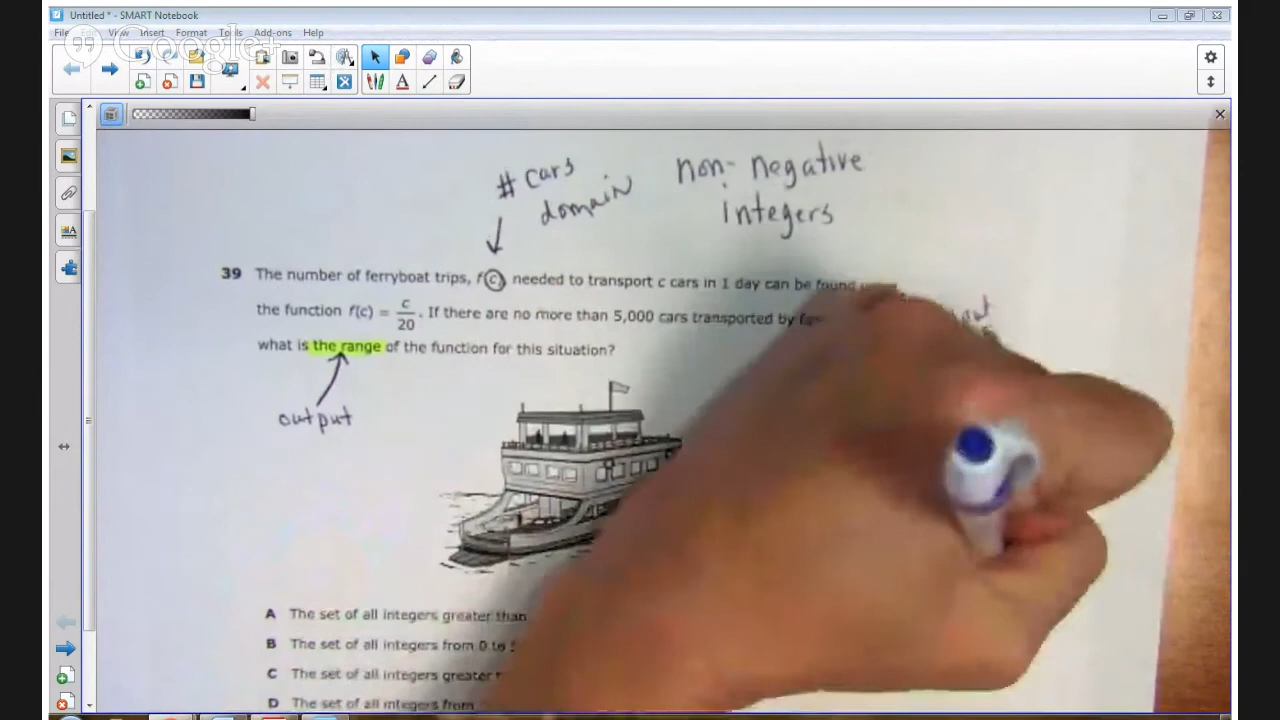 Untitled * - SMART Notebook
File Edit View Insert Format Tools Add-ons Help
Google+
# cars
domain
non-negative
integers
39 The number of ferryboat trips, f(c), needed to transport c cars in 1 day can be found
the function f(c) = c/20. If there are no more than 5,000 cars transported by
what is the range of the function for this situation?
output
A The set of all integers greater than
B The set of all integers from 0 to
C The set of all integers greater
D The set of all integers from